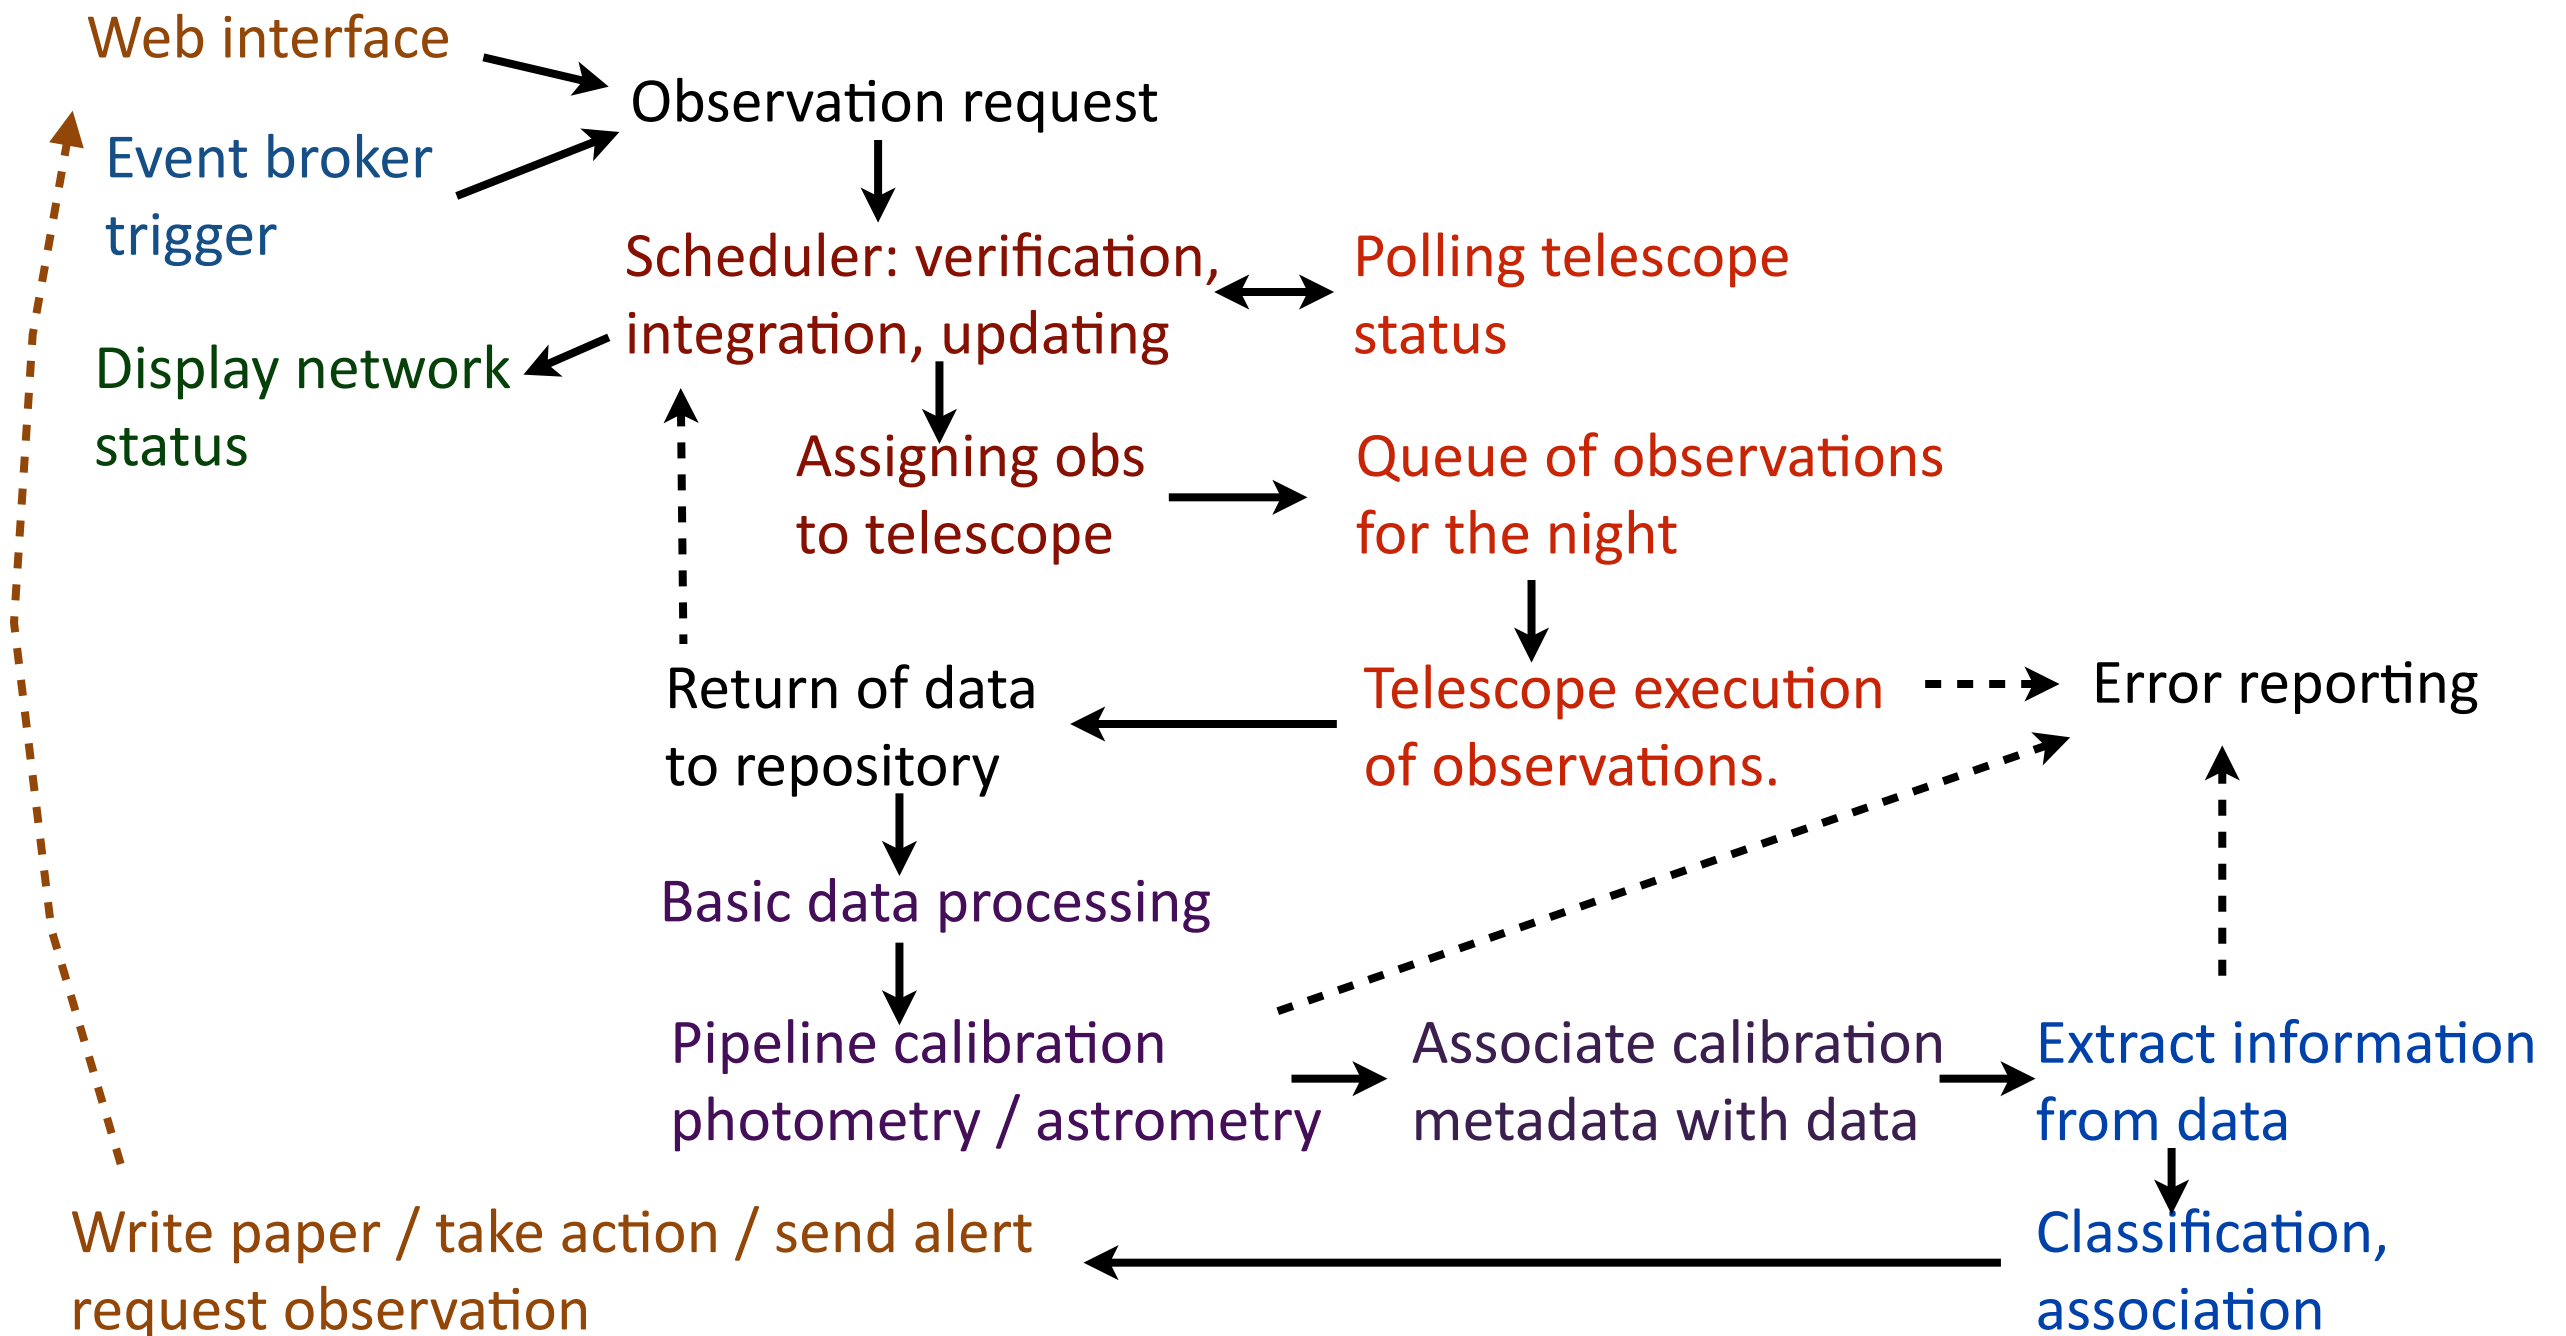 Web interface
Observation request
Event broker
trigger
Scheduler: verification,
integration, updating
Polling telescope
status
Display network
status
Assigning obs
to telescope
Queue of observations
for the night
Return of data
to repository
Telescope execution
of observations.
Error reporting
Basic data processing
Pipeline calibration
photometry / astrometry
Associate calibration
metadata with data
Extract information
from data
Write paper / take action / send alert
request observation
Classification,
association